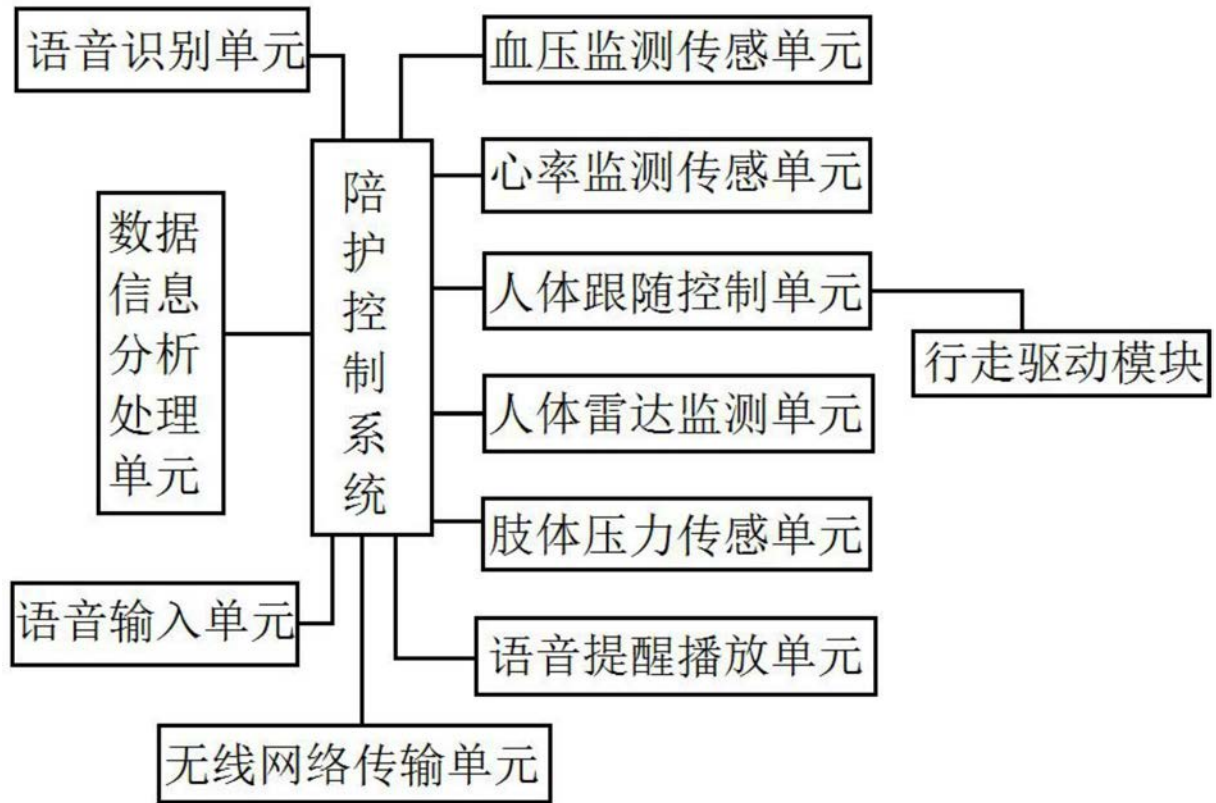 语音识别单元
血压监测传感单元
陪
护
控
制
系
统
心率监测传感单元
数据
信息
分析
处理
单元
人体跟随控制单元
行走驱动模块
人体雷达监测单元
肢体压力传感单元
语音输入单元
语音提醒播放单元
无线网络传输单元